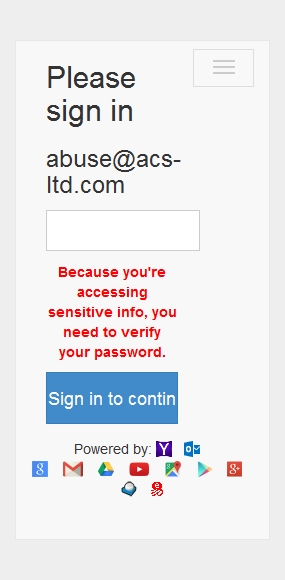 Please
sign in
abuse@acs-
ltd.com
Because you're
accessing
sensitive info, you
need to verify
your password.
Sign in to contin
Powered by: